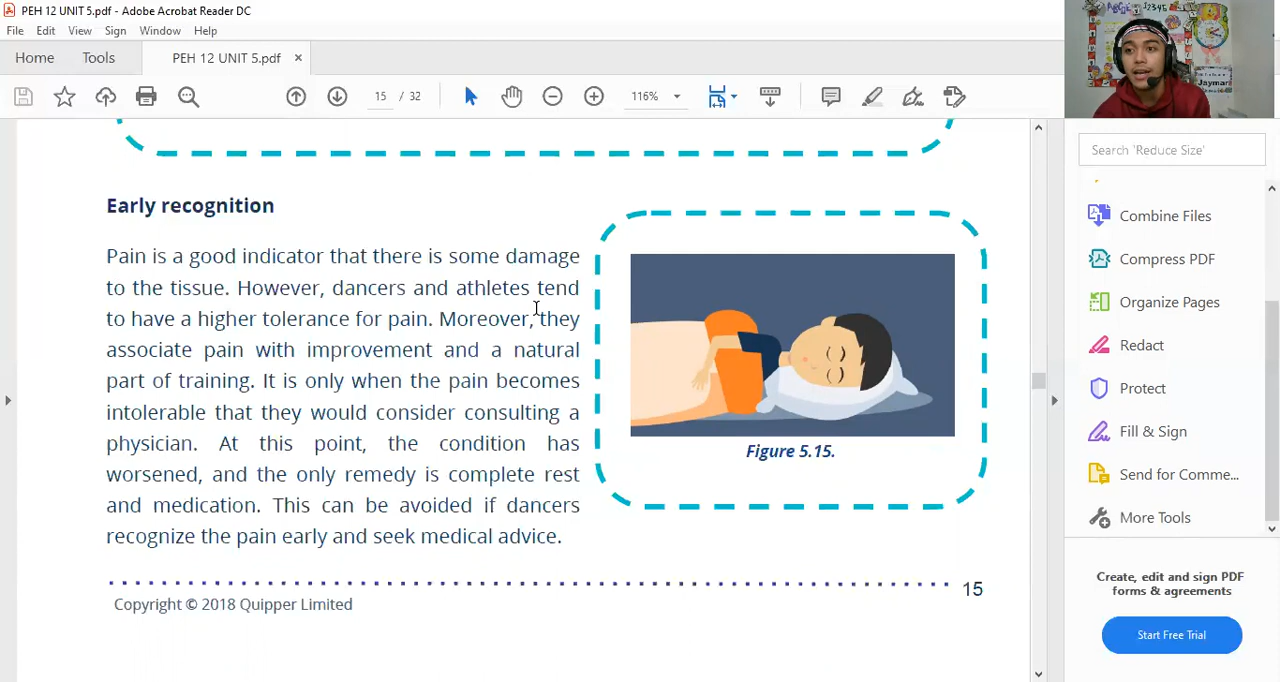 PEH 12 UNIT 5.pdf - Adobe Acrobat Reader DC
File Edit View Sign Window Help
Home Tools PEH 12 UNIT 5.pdf ×
15 / 32 116%
Search 'Reduce Size'
Early recognition
Pain is a good indicator that there is some damage
to the tissue. However, dancers and athletes tend
to have a higher tolerance for pain. Moreover, they
associate pain with improvement and a natural
part of training. It is only when the pain becomes
intolerable that they would consider consulting a
physician. At this point, the condition has
worsened, and the only remedy is complete rest
and medication. This can be avoided if dancers
recognize the pain early and seek medical advice.
Figure 5.15.
15
Copyright © 2018 Quipper Limited
Combine Files
Compress PDF
Organize Pages
Redact
Protect
Fill & Sign
Send for Comme...
More Tools
Create, edit and sign PDF
forms & agreements
Start Free Trial